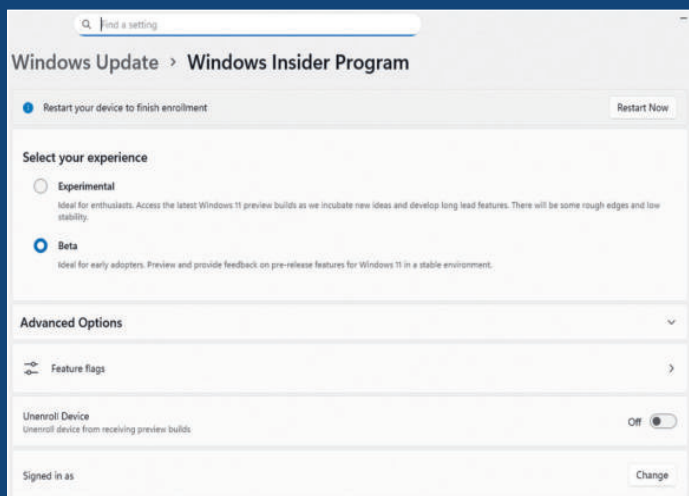 Find a setting
Windows Update > Windows Insider Program
Restart your device to finish enrollment
Restart Now
Select your experience
Experimental
Ideal for enthusiasts. Access the latest Windows 11 preview builds as we incubate new ideas and develop long lead features. There will be some rough edges and low
stability.
Beta
Ideal for early adopters. Preview and provide feedback on pre-release features for Windows 11 in a stable environment.
Advanced Options
Feature flags
Unenroll Device
Off
Unenroll device from receiving preview builds
Signed in as
Change